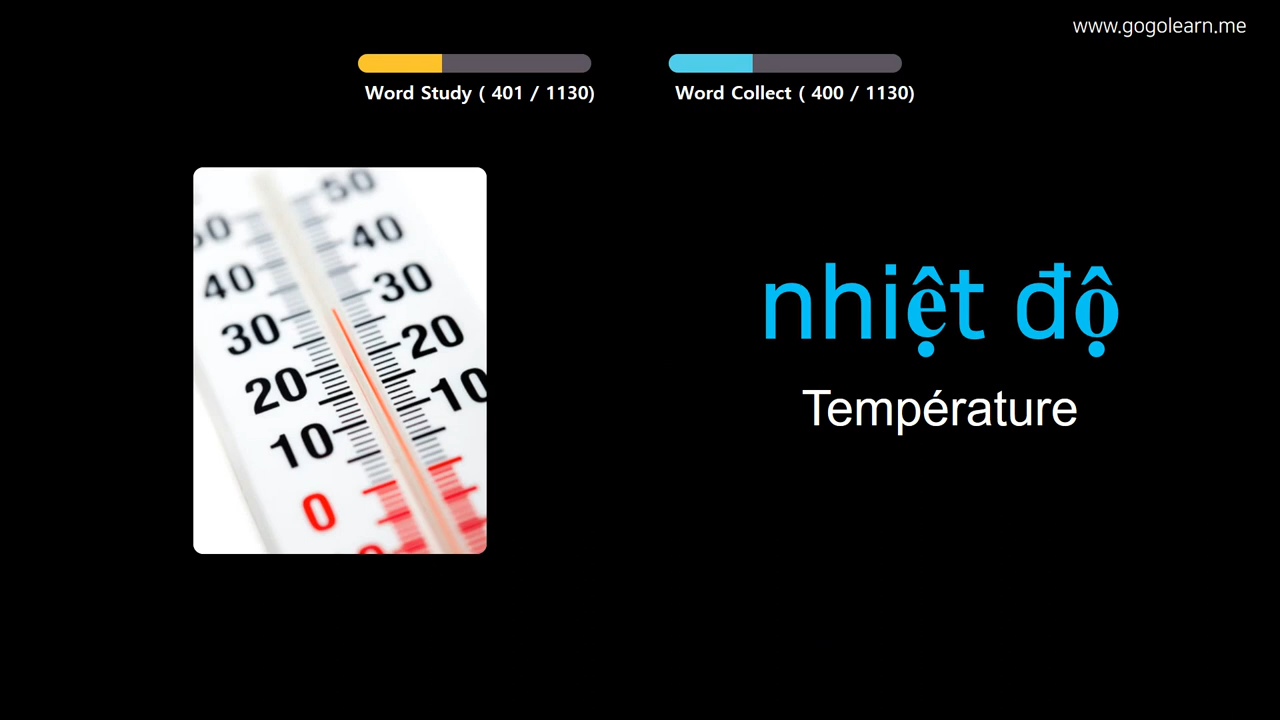 www.gogolearn.me
Word Study ( 401 / 1130)
Word Collect ( 400 / 1130)
50
40
40
30
30
20
20
10
10
0
nhiệt độ
Température